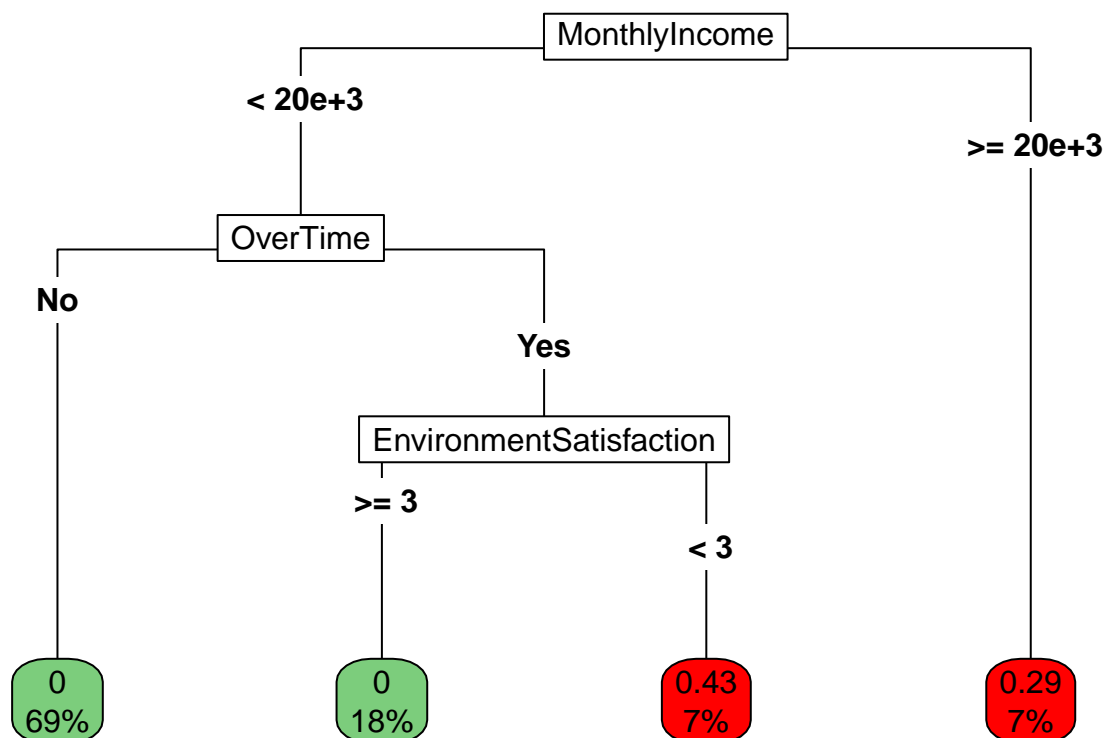 MonthlyIncome
< 20e+3
>= 20e+3
OverTime
No
Yes
EnvironmentSatisfaction
>= 3
< 3
0
69%
0
18%
0.43
7%
0.29
7%